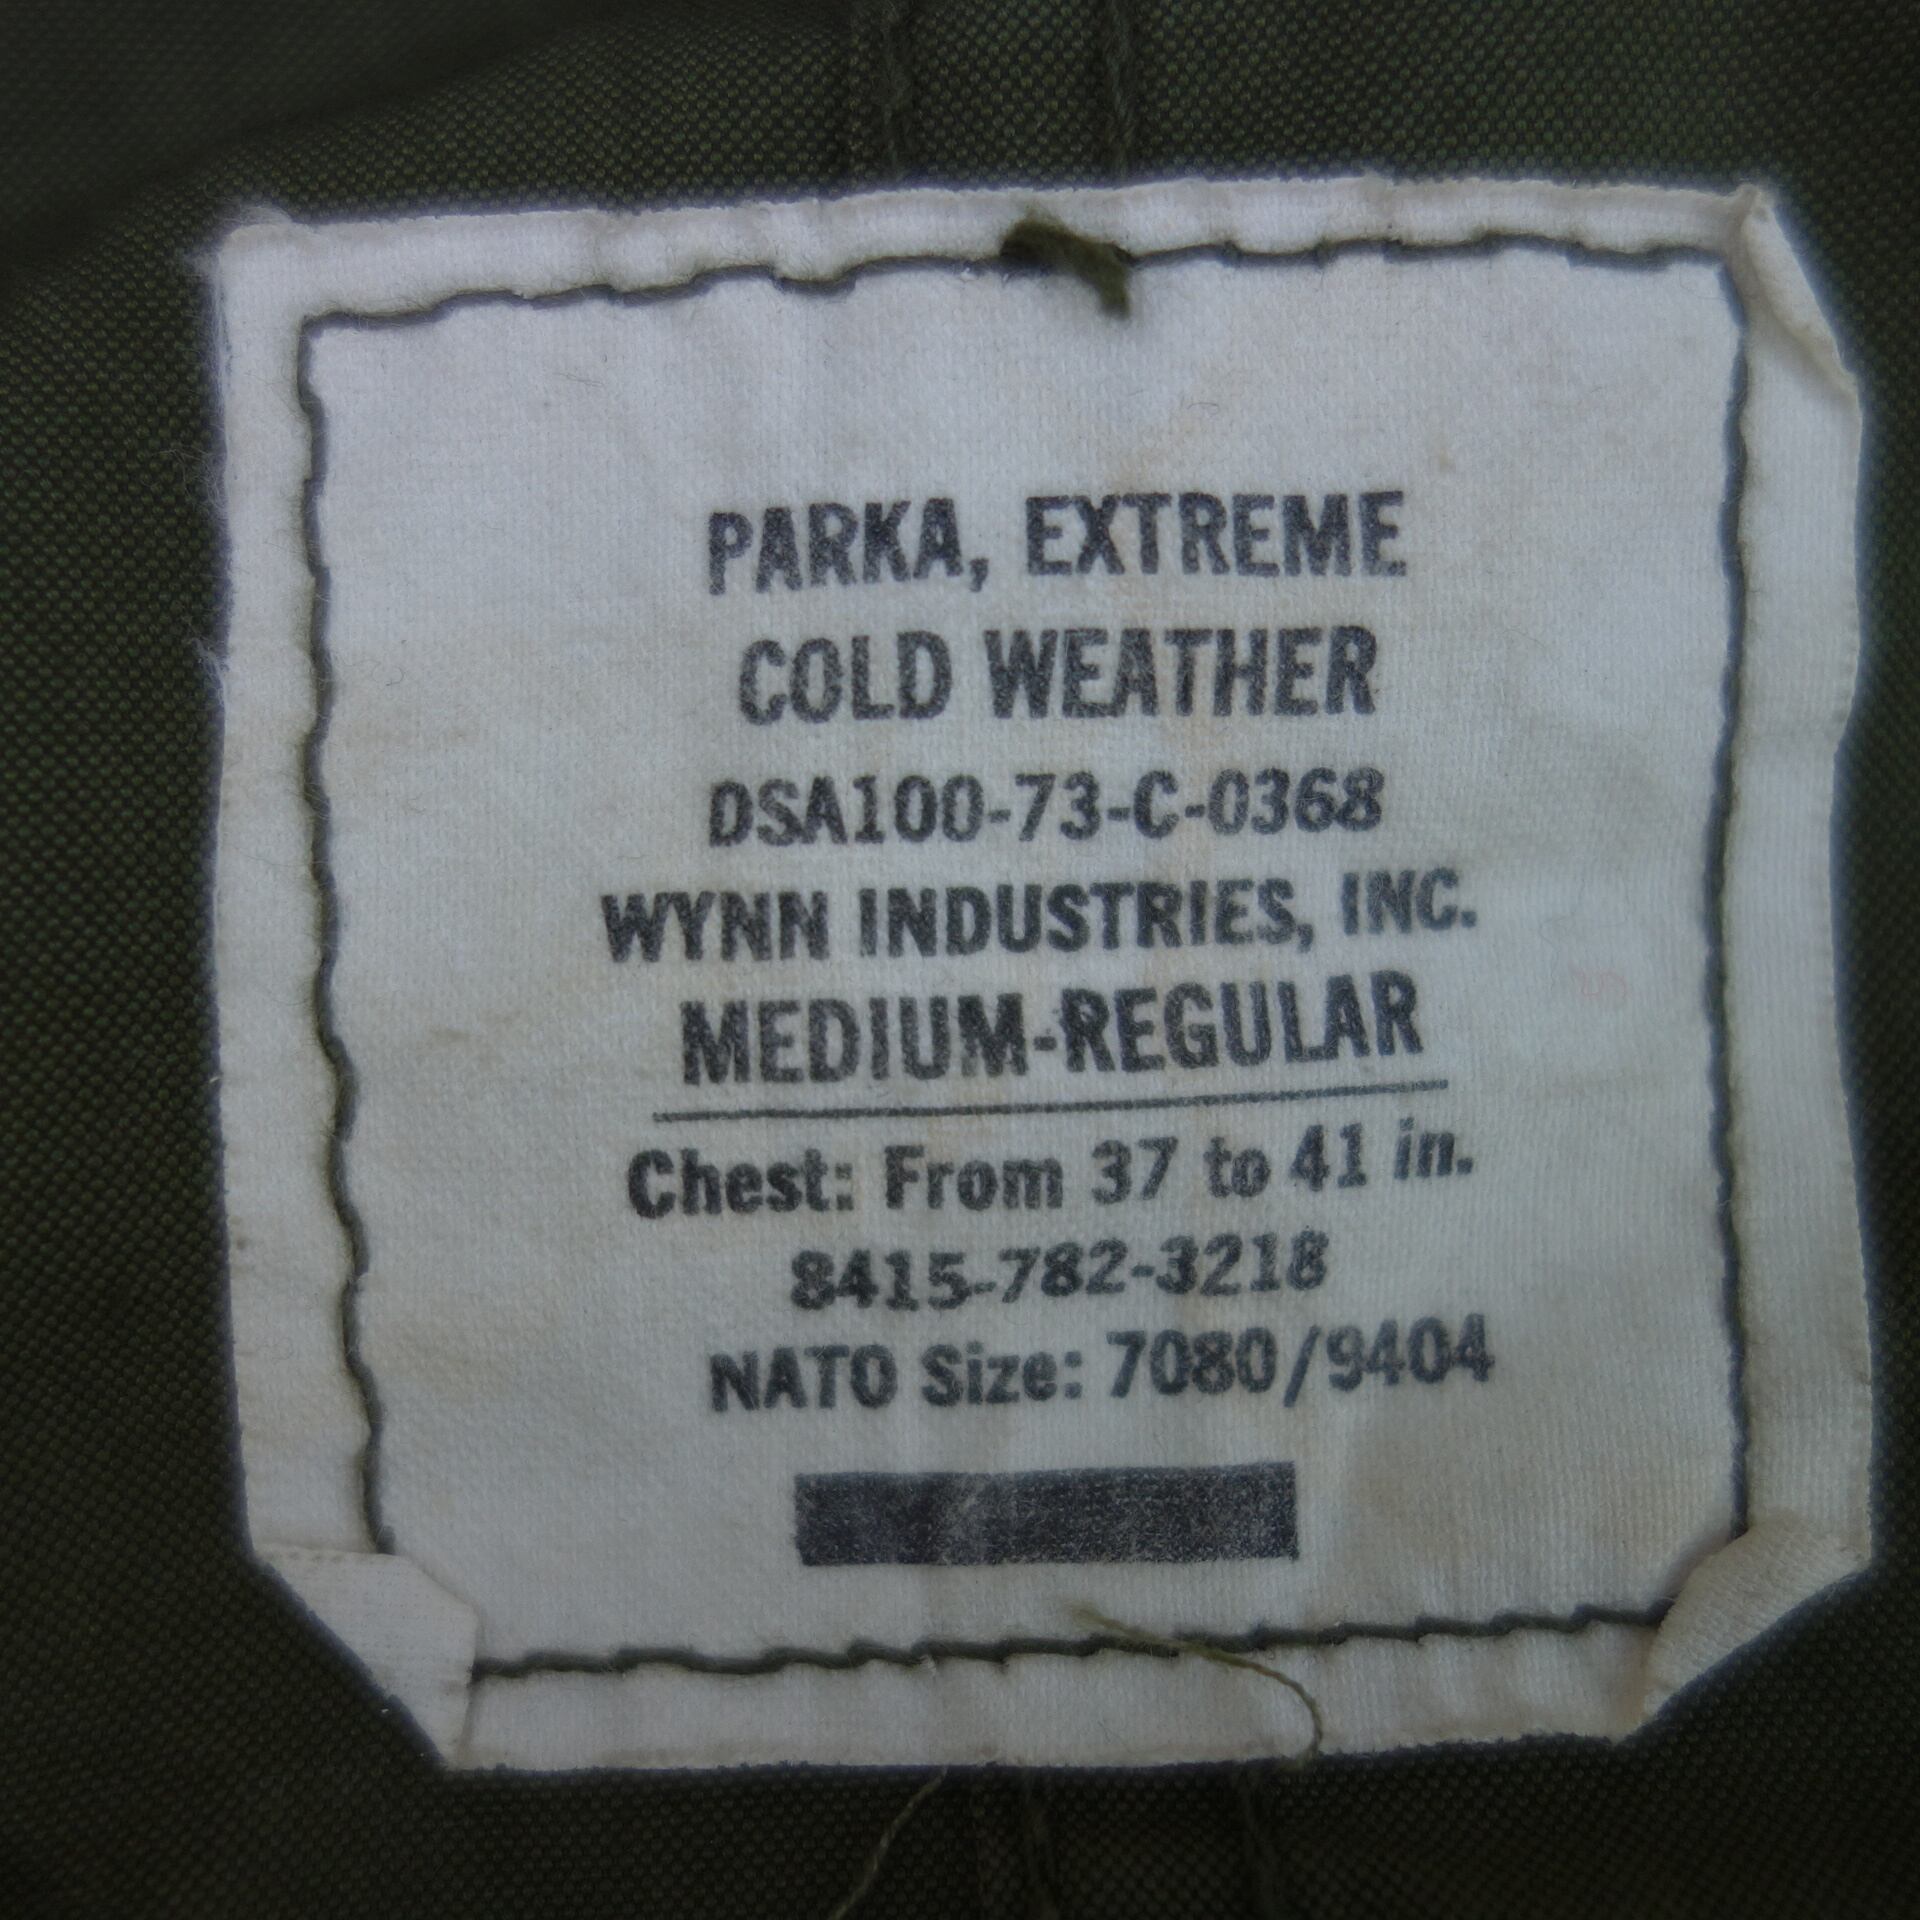 PARKA, EXTREME
COLD WEATHER
DSA100-73-C-0368
WYNN INDUSTRIES, INC.
MEDIUM-REGULAR
Chest: From 37 to 41 in.
8415-782-3218
NATO Size: 7080/9404